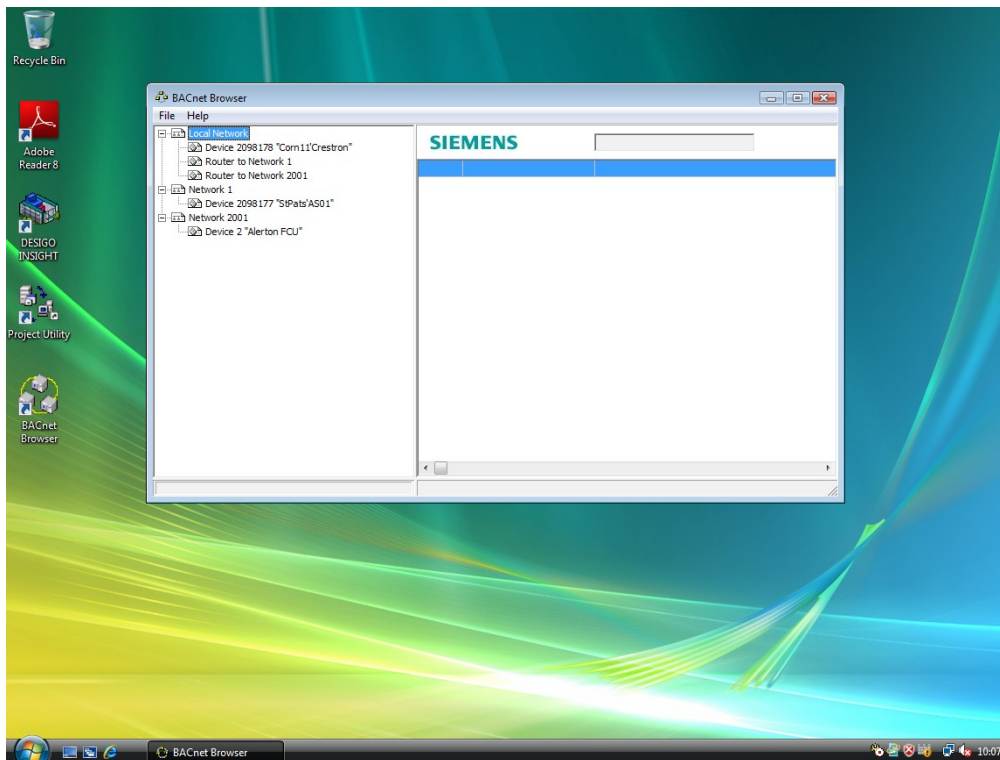 Recycle Bin
Adobe
Reader 8
DESIGO
INSIGHT
Project Utility
BACnet
Browser
BACnet Browser
File Help
Local Network
Device 2098178 "Corn11'Crestron"
Router to Network 1
Router to Network 2001
Network 1
Device 2098177 "StPats'AS01"
Network 2001
Device 2 "Alerton FCU"
SIEMENS
BACnet Browser
10:07